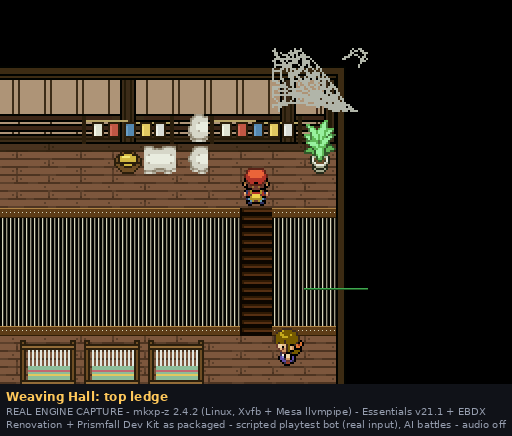 Weaving Hall: top ledge
REAL ENGINE CAPTURE - mkxp-z 2.4.2 (Linux, Xvfb + Mesa llvmpipe) - Essentials v21.1 + EBDX
Renovation + Prismfall Dev Kit as packaged - scripted playtest bot (real input), AI battles - audio off